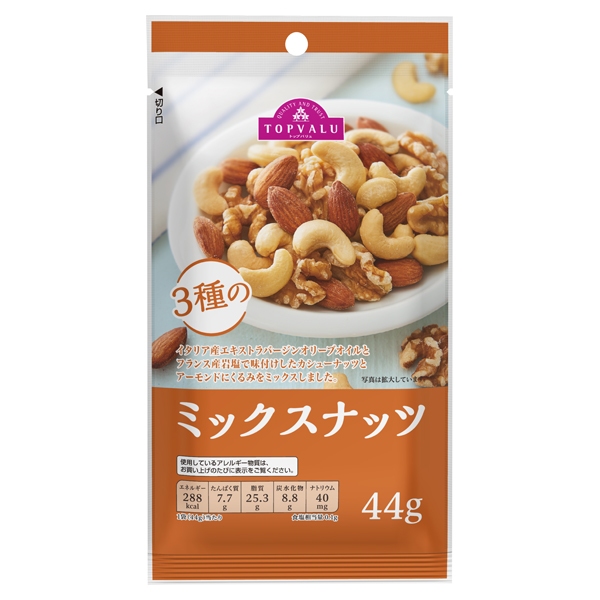 ◀切り口
QUALITY AND TRUST
TOPVALU
トップバリュ
3種の
イタリア産エキストラバージンオリーブオイルと
フランス産岩塩で味付けしたカシューナッツと
アーモンドにくるみをミックスしました。
写真は拡大しています
ミックスナッツ
使用しているアレルギー物質は、
お買い上げのたびに表示をご覧ください。
エネルギー たんぱく質 脂質 炭水化物 ナトリウム
288 7.7 25.3 8.8 40
kcal g g g mg
1袋(44g)当たり 食塩相当量0.1g
44g